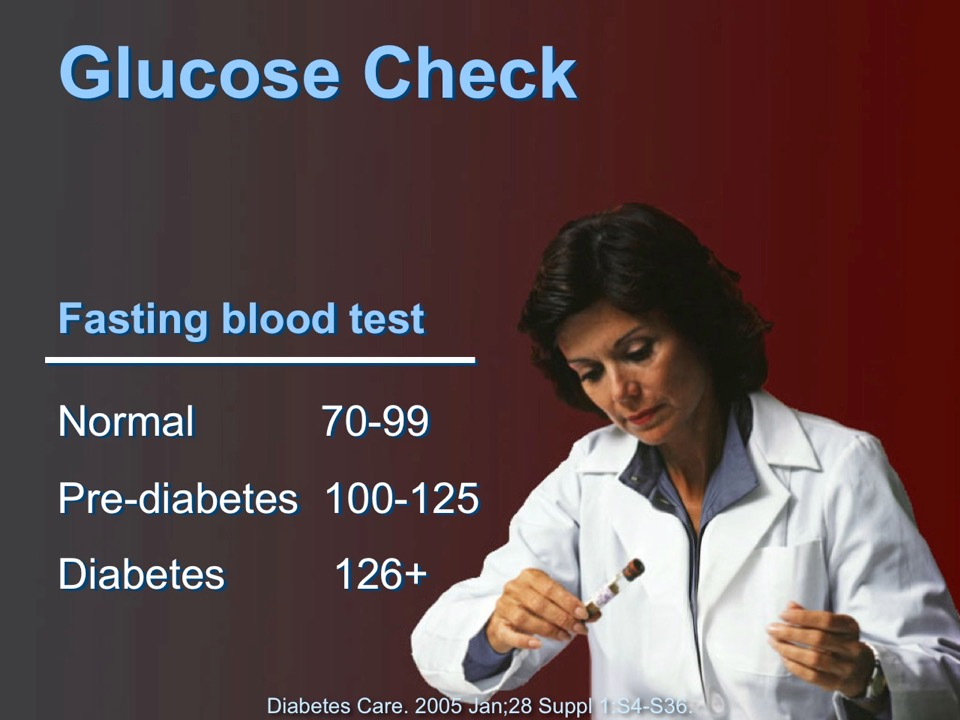 Glucose Check
Fasting blood test
Normal 70-99
Pre-diabetes 100-125
Diabetes 126+
Diabetes Care. 2005 Jan;28 Suppl 1:S4-S36.